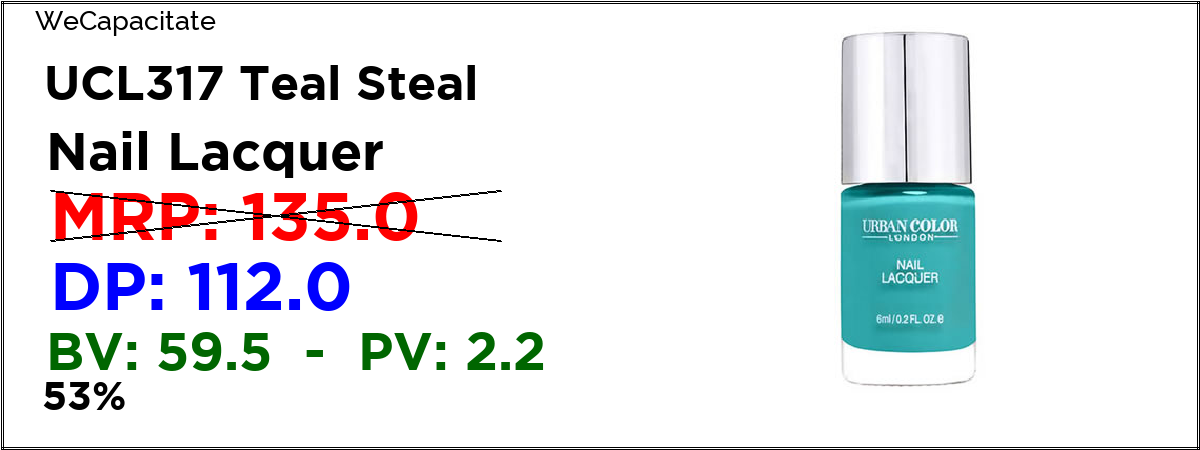 WeCapacitate
UCL317 Teal Steal
Nail Lacquer
MRP: 135.0
DP: 112.0
BV: 59.5 - PV: 2.2
53%
URBAN COLOR
LONDON
NAIL
LACQUER
6ml/0.2 FL. OZ. e